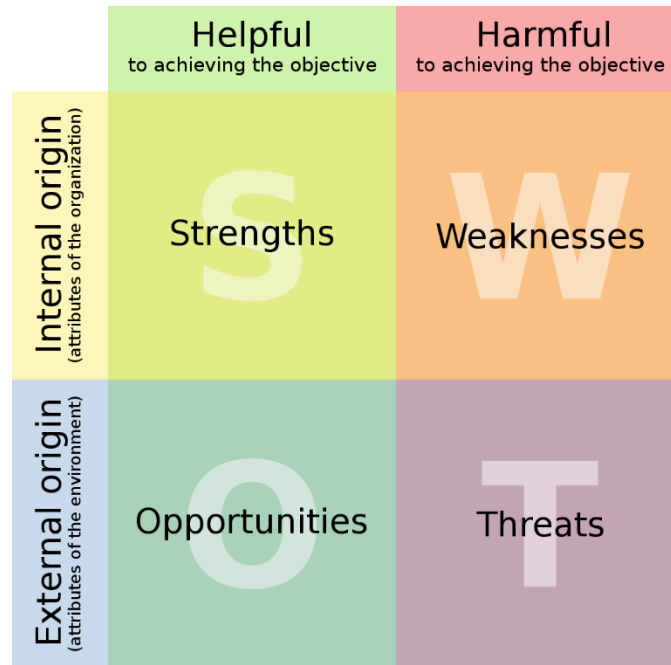 Helpful
to achieving the objective
Harmful
to achieving the objective
Internal origin
(attributes of the organization)
S
Strengths
W
Weaknesses
External origin
(attributes of the environment)
O
Opportunities
T
Threats